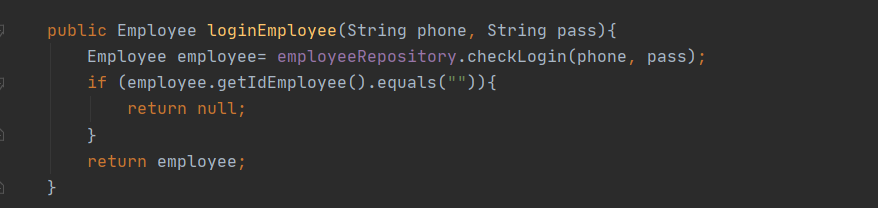 public Employee loginEmployee(String phone, String pass){
Employee employee= employeeRepository.checkLogin(phone, pass);
if (employee.getIdEmployee().equals("")){
return null;
}
return employee;
}